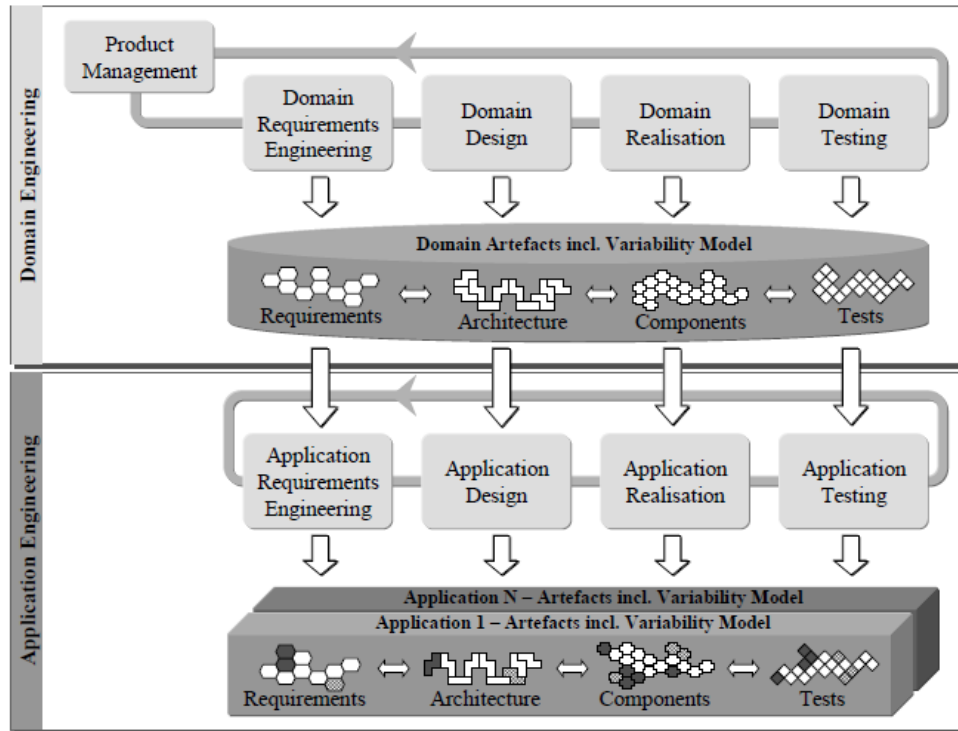 Domain Engineering
Product
Management
Domain
Requirements
Engineering
Domain
Design
Domain
Realisation
Domain
Testing
Domain Artefacts incl. Variability Model
Requirements
Architecture
Components
Tests
Application Engineering
Application
Requirements
Engineering
Application
Design
Application
Realisation
Application
Testing
Application N – Artefacts incl. Variability Model
Application 1 – Artefacts incl. Variability Model
Requirements
Architecture
Components
Tests